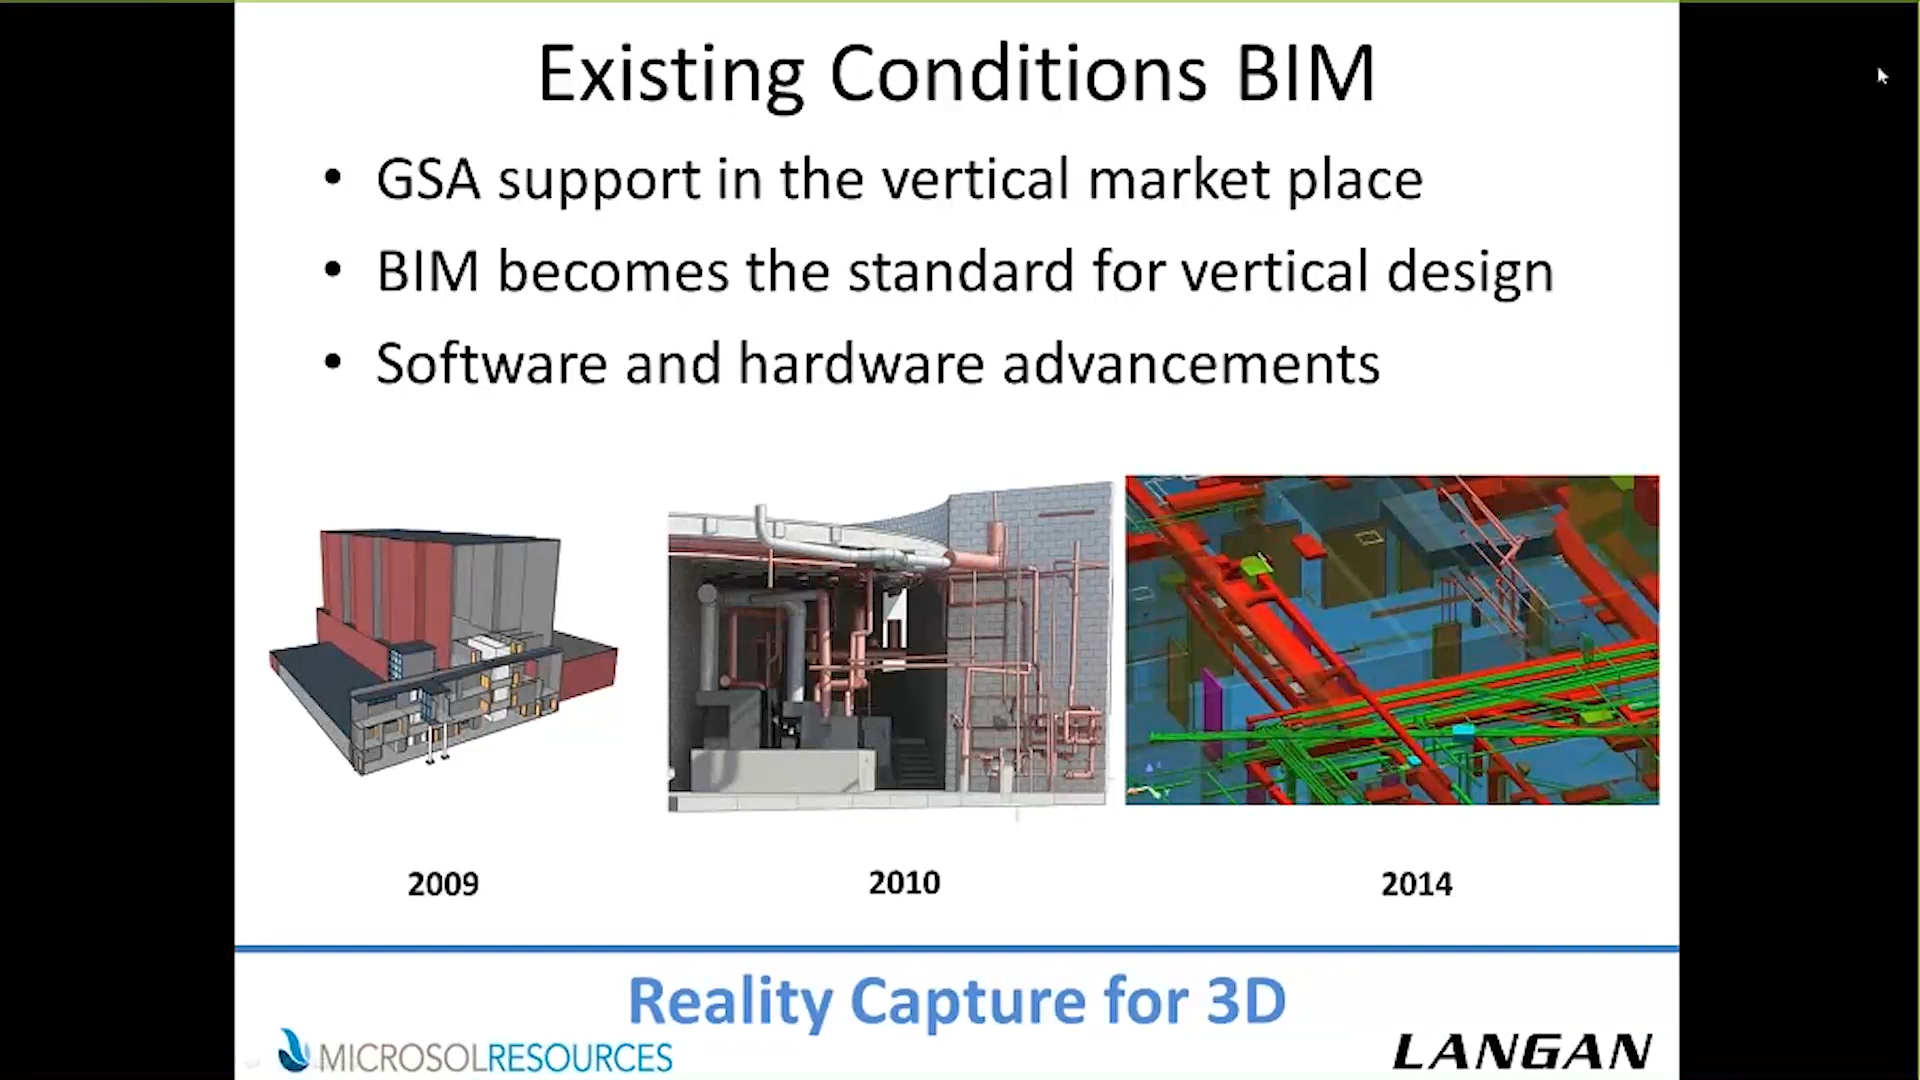 Existing Conditions BIM
• GSA support in the vertical market place
• BIM becomes the standard for vertical design
• Software and hardware advancements
2009
2010
2014
Reality Capture for 3D
MICROSOLRESOURCES
LANGAN